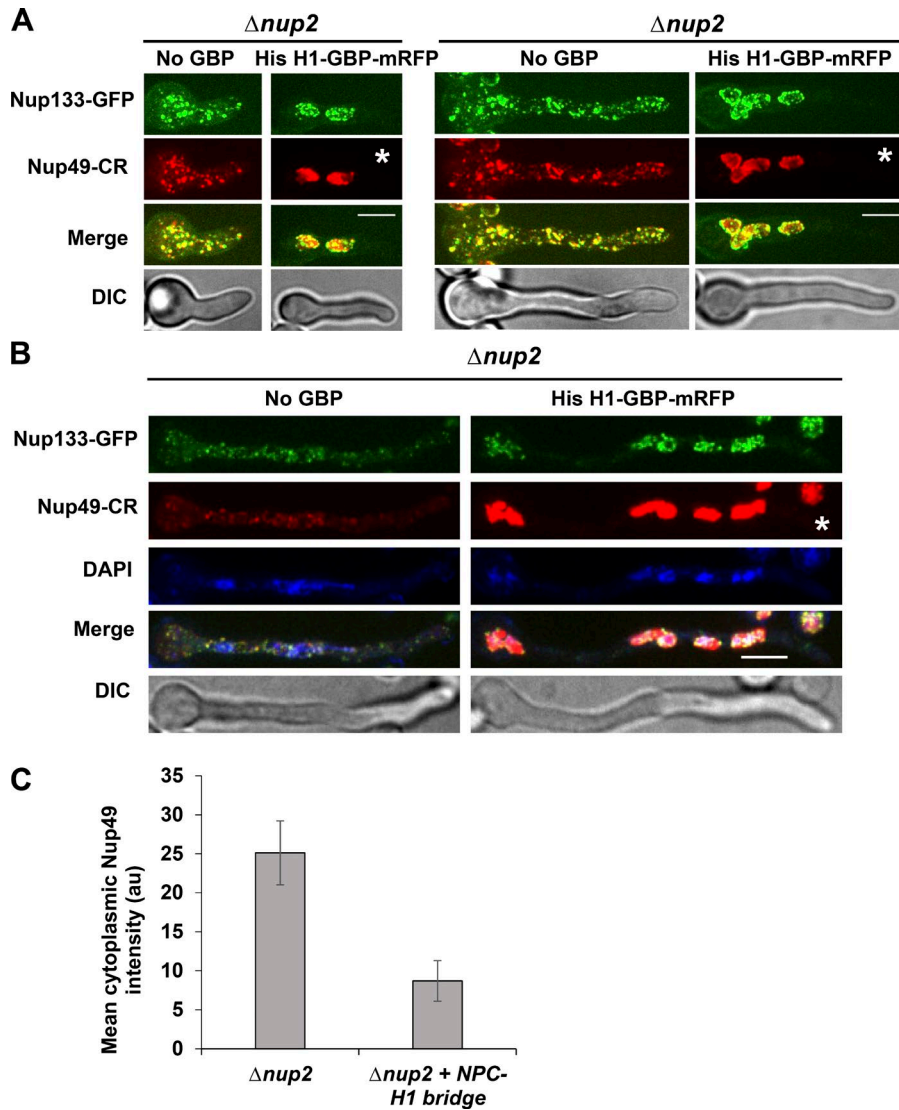 A
Δnup2
Δnup2
No GBP
His H1-GBP-mRFP
No GBP
His H1-GBP-mRFP
Nup133-GFP
Nup49-CR
*
*
Merge
DIC
B
Δnup2
No GBP
His H1-GBP-mRFP
Nup133-GFP
Nup49-CR
*
DAPI
Merge
DIC
C
Mean cytoplasmic Nup49
intensity (au)
35
30
25
20
15
10
5
0
Δnup2
Δnup2 + NPC-
H1 bridge